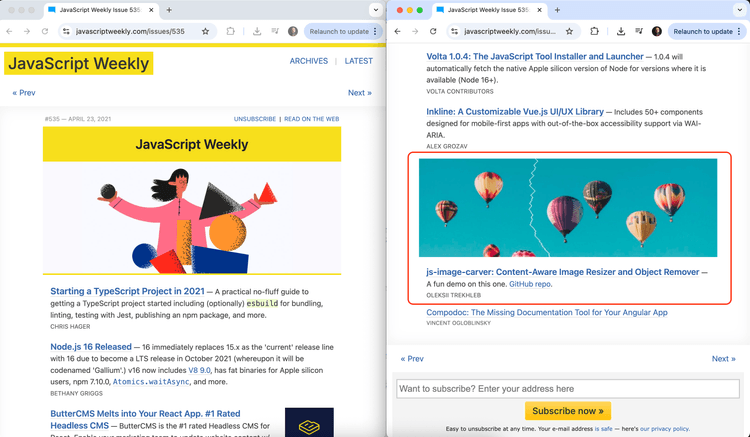 JavaScript Weekly Issue 535
javascriptweekly.com/issues/535
Relaunch to update
JavaScript Weekly
ARCHIVES | LATEST
« Prev
Next »
#535 — APRIL 23, 2021
UNSUBSCRIBE | READ ON THE WEB
JavaScript Weekly
Starting a TypeScript Project in 2021 — A practical no-fluff guide to
getting a TypeScript project started including (optionally) esbuild for bundling,
linting, testing with Jest, publishing an npm package, and more.
CHRIS HAGER
Node.js 16 Released — 16 immediately replaces 15.x as the 'current' release line
with 16 due to become a LTS release in October 2021 (whereupon it will be
codenamed 'Gallium'.) v16 now includes V8 9.0, has fat binaries for Apple silicon
users, npm 7.10.0, Atomics.waitAsync, and more.
BETHANY GRIGGS
ButterCMS Melts into Your React App. #1 Rated
Headless CMS — ButterCMS is the #1 rated Headless CMS for
JavaScript Weekly Issue 535
javascriptweekly.com/issu...
Relaunch to update
Volta 1.0.4: The JavaScript Tool Installer and Launcher — 1.0.4 will
automatically fetch the native Apple silicon version of Node for versions where it is
available (Node 16+).
VOLTA CONTRIBUTORS
Inkline: A Customizable Vue.js UI/UX Library — Includes 50+ components
designed for mobile-first apps with out-of-the-box accessibility support via WAI-
ARIA.
ALEX GROZAV
js-image-carver: Content-Aware Image Resizer and Object Remover —
A fun demo on this one. GitHub repo.
OLEKSII TREKHLEB
Compodoc: The Missing Documentation Tool for Your Angular App
VINCENT OGLOBLINSKY
« Prev
Next »
Want to subscribe? Enter your address here
Subscribe now »
Easy to unsubscribe at any time. Your e-mail address is safe — here's our privacy policy.